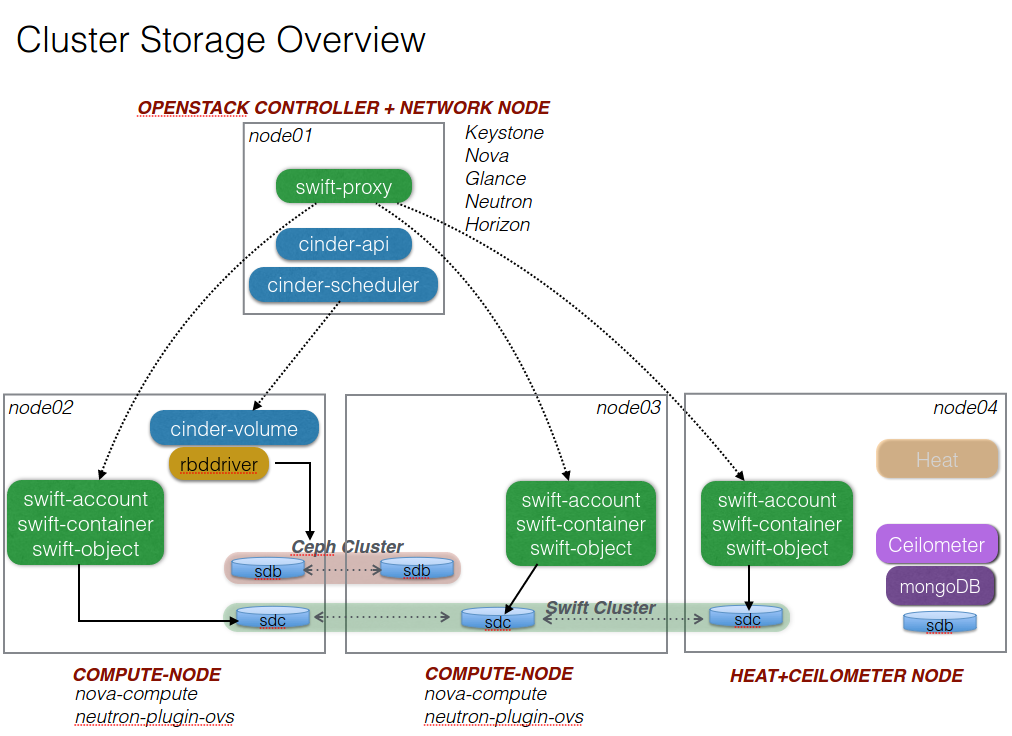 Cluster Storage Overview
OPENSTACK CONTROLLER + NETWORK NODE
node01
Keystone
Nova
Glance
Neutron
Horizon
swift-proxy
cinder-api
cinder-scheduler
node02
cinder-volume
rbddriver
swift-account
swift-container
swift-object
node03
swift-account
swift-container
swift-object
node04
Heat
swift-account
swift-container
swift-object
Ceilometer
mongoDB
sdb
Ceph Cluster
sdb
sdb
Swift Cluster
sdc
sdc
sdc
COMPUTE-NODE
nova-compute
neutron-plugin-ovs
COMPUTE-NODE
nova-compute
neutron-plugin-ovs
HEAT+CEILOMETER NODE